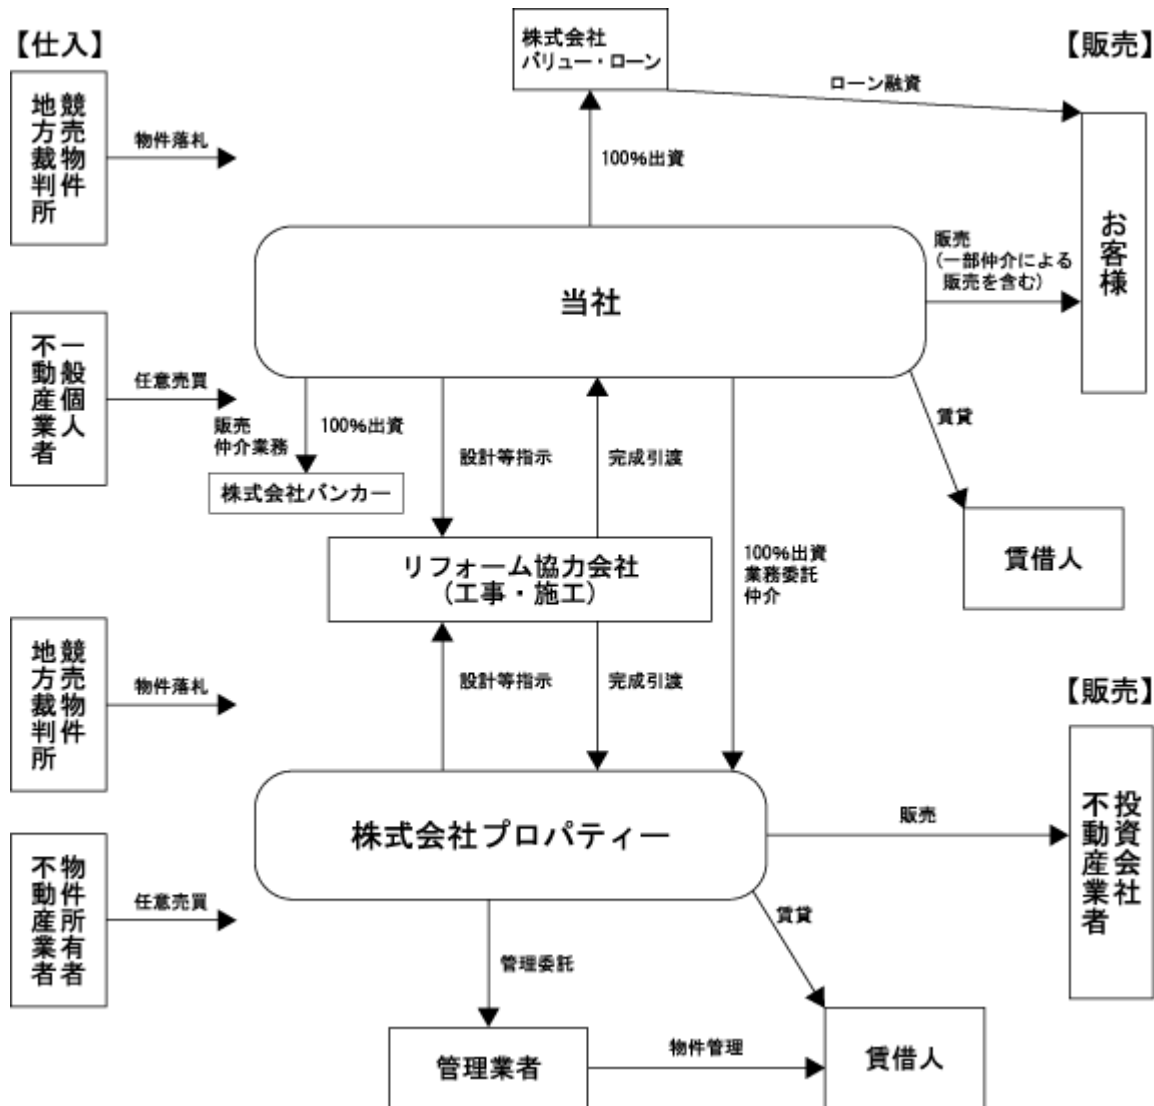 【仕入】
株式会社
バリュー・ローン
【販売】
競売物件
地方裁判所
物件落札
ローン融資
100%出資
お客様
当社
販売
(一部仲介による
販売を含む)
一般個人
不動産業者
任意売買
販売
仲介業務
100%出資
株式会社バンカー
設計等指示
完成引渡
賃貸
賃借人
リフォーム協力会社
(工事・施工)
100%出資
業務委託
仲介
競売物件
地方裁判所
物件落札
設計等指示
完成引渡
【販売】
株式会社プロパティー
販売
投資会社
不動産業者
物件所有者
不動産業者
任意売買
賃貸
管理委託
管理業者
物件管理
賃借人